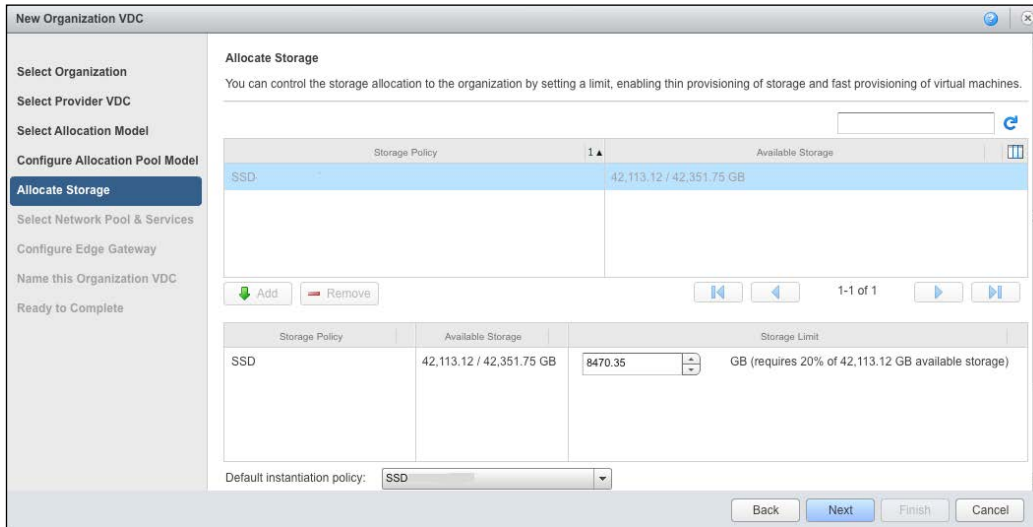 New Organization VDC
Select Organization
Select Provider VDC
Select Allocation Model
Configure Allocation Pool Model
Allocate Storage
Select Network Pool & Services
Configure Edge Gateway
Name this Organization VDC
Ready to Complete
Allocate Storage
You can control the storage allocation to the organization by setting a limit, enabling thin provisioning of storage and fast provisioning of virtual machines.
Storage Policy 1▲ Available Storage
SSD- 42,113.12 / 42,351.75 GB
Add Remove 1-1 of 1
Storage Policy Available Storage Storage Limit
SSD 42,113.12 / 42,351.75 GB 8470.35 GB (requires 20% of 42,113.12 GB available storage)
Default instantiation policy: SSD
Back Next Finish Cancel